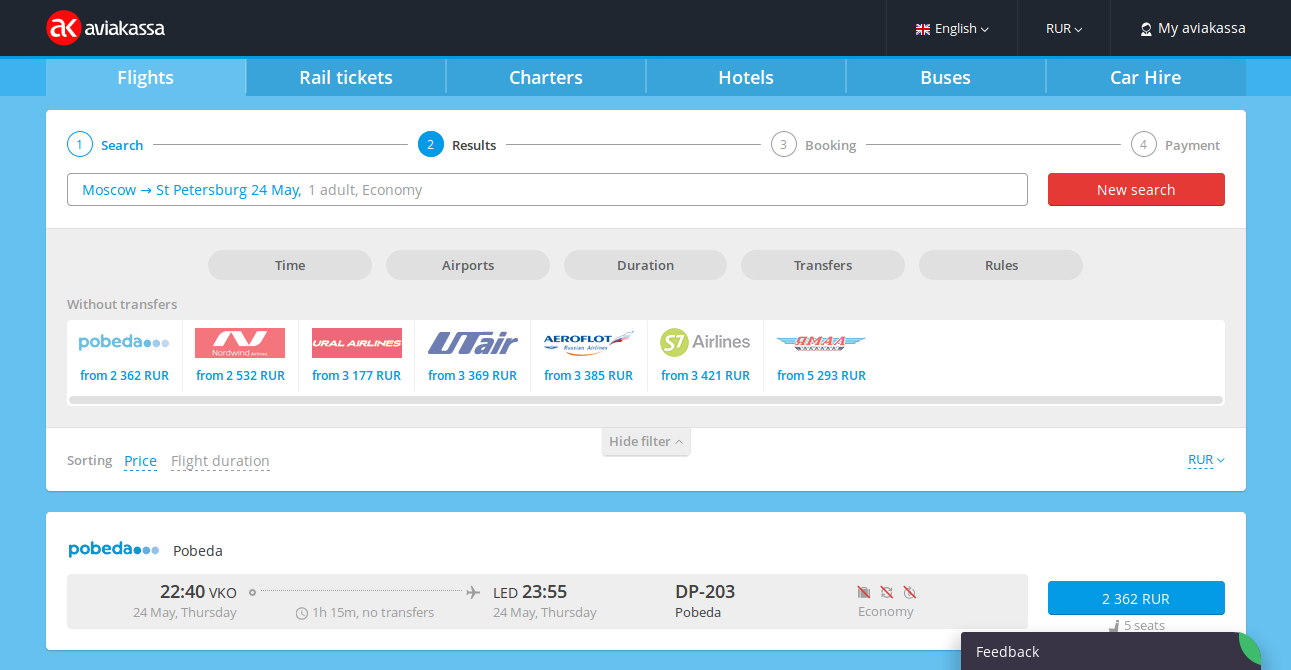 ак aviakassa
English
RUR
My aviakassa
Flights
Rail tickets
Charters
Hotels
Buses
Car Hire
1 Search
2 Results
3 Booking
4 Payment
Moscow → St Petersburg 24 May, 1 adult, Economy
New search
Time
Airports
Duration
Transfers
Rules
Without transfers
pobeda
Nordwind Airlines
URAL AIRLINES
UTair
AEROFLOT
Russian Airlines
S7 Airlines
ЯМАЛ
from 2 362 RUR
from 2 532 RUR
from 3 177 RUR
from 3 369 RUR
from 3 385 RUR
from 3 421 RUR
from 5 293 RUR
Hide filter
Sorting Price Flight duration
RUR
pobeda Pobeda
22:40 VKO
LED 23:55
DP-203
24 May, Thursday
1h 15m, no transfers
24 May, Thursday
Pobeda
Economy
2 362 RUR
5 seats
Feedback